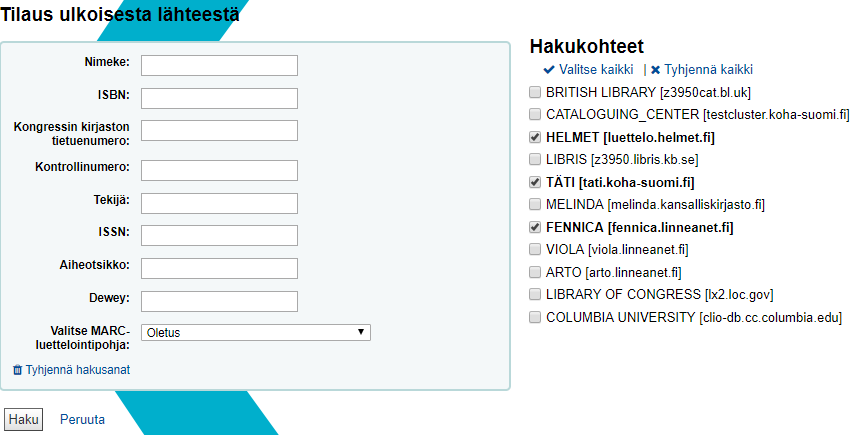 Tilaus ulkoisesta lähteestä
Nimeke:
ISBN:
Kongressin kirjaston
tietuenumero:
Kontrollinumero:
Tekijä:
ISSN:
Aiheotsikko:
Dewey:
Valitse MARC-
luettelointipohja:
Oletus
Tyhjennä hakusanat
Haku Peruuta
Hakukohteet
Valitse kaikki | Tyhjennä kaikki
BRITISH LIBRARY [z3950cat.bl.uk]
CATALOGUING_CENTER [testcluster.koha-suomi.fi]
HELMET [luettelo.helmet.fi]
LIBRIS [z3950.libris.kb.se]
TÄTI [tati.koha-suomi.fi]
MELINDA [melinda.kansalliskirjasto.fi]
FENNICA [fennica.linneanet.fi]
VIOLA [viola.linneanet.fi]
ARTO [arto.linneanet.fi]
LIBRARY OF CONGRESS [lx2.loc.gov]
COLUMBIA UNIVERSITY [clio-db.cc.columbia.edu]